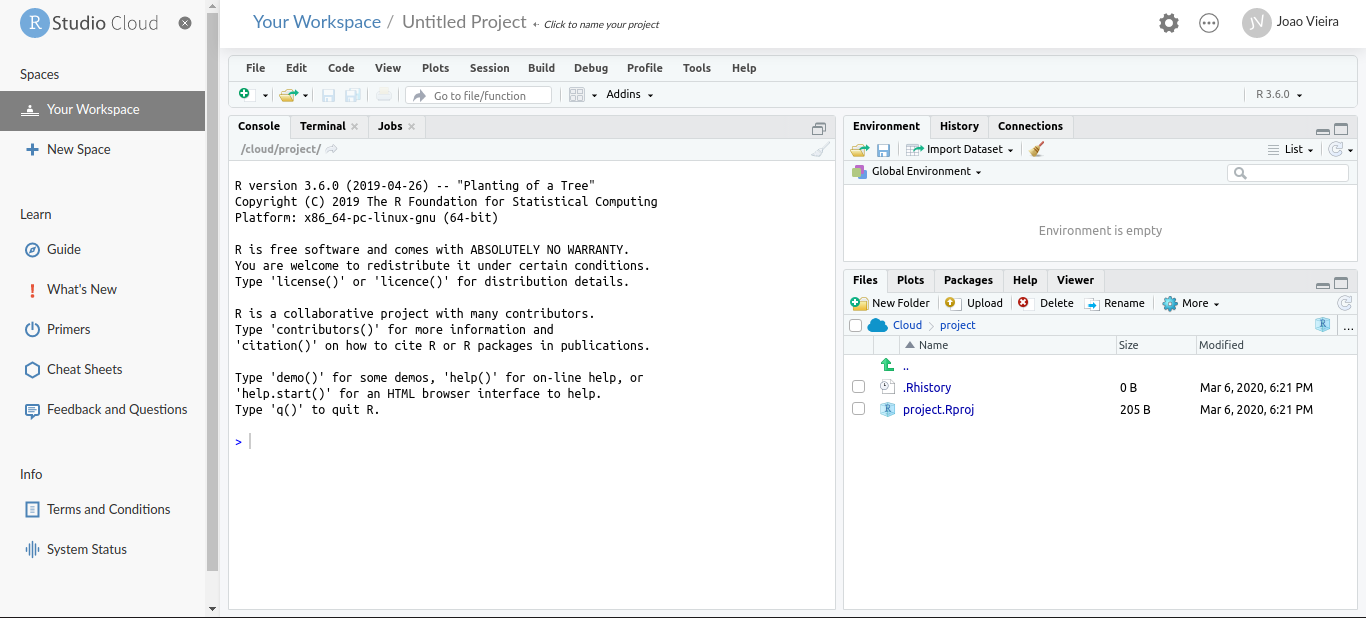 R Studio Cloud
Spaces
Your Workspace
New Space
Learn
Guide
What's New
Primers
Cheat Sheets
Feedback and Questions
Info
Terms and Conditions
System Status
Your Workspace / Untitled Project ← Click to name your project
JV Joao Vieira
File Edit Code View Plots Session Build Debug Profile Tools Help
Go to file/function Addins R 3.6.0
Console Terminal Jobs
/cloud/project/
R version 3.6.0 (2019-04-26) -- "Planting of a Tree"
Copyright (C) 2019 The R Foundation for Statistical Computing
Platform: x86_64-pc-linux-gnu (64-bit)
R is free software and comes with ABSOLUTELY NO WARRANTY.
You are welcome to redistribute it under certain conditions.
Type 'license()' or 'licence()' for distribution details.
R is a collaborative project with many contributors.
Type 'contributors()' for more information and
'citation()' on how to cite R or R packages in publications.
Type 'demo()' for some demos, 'help()' for on-line help, or
'help.start()' for an HTML browser interface to help.
Type 'q()' to quit R.
>
Environment History Connections
Import Dataset List
Global Environment
Environment is empty
Files Plots Packages Help Viewer
New Folder Upload Delete Rename More
Cloud project R ...
Name Size Modified
..
.Rhistory 0 B Mar 6, 2020, 6:21 PM
R project.Rproj 205 B Mar 6, 2020, 6:21 PM